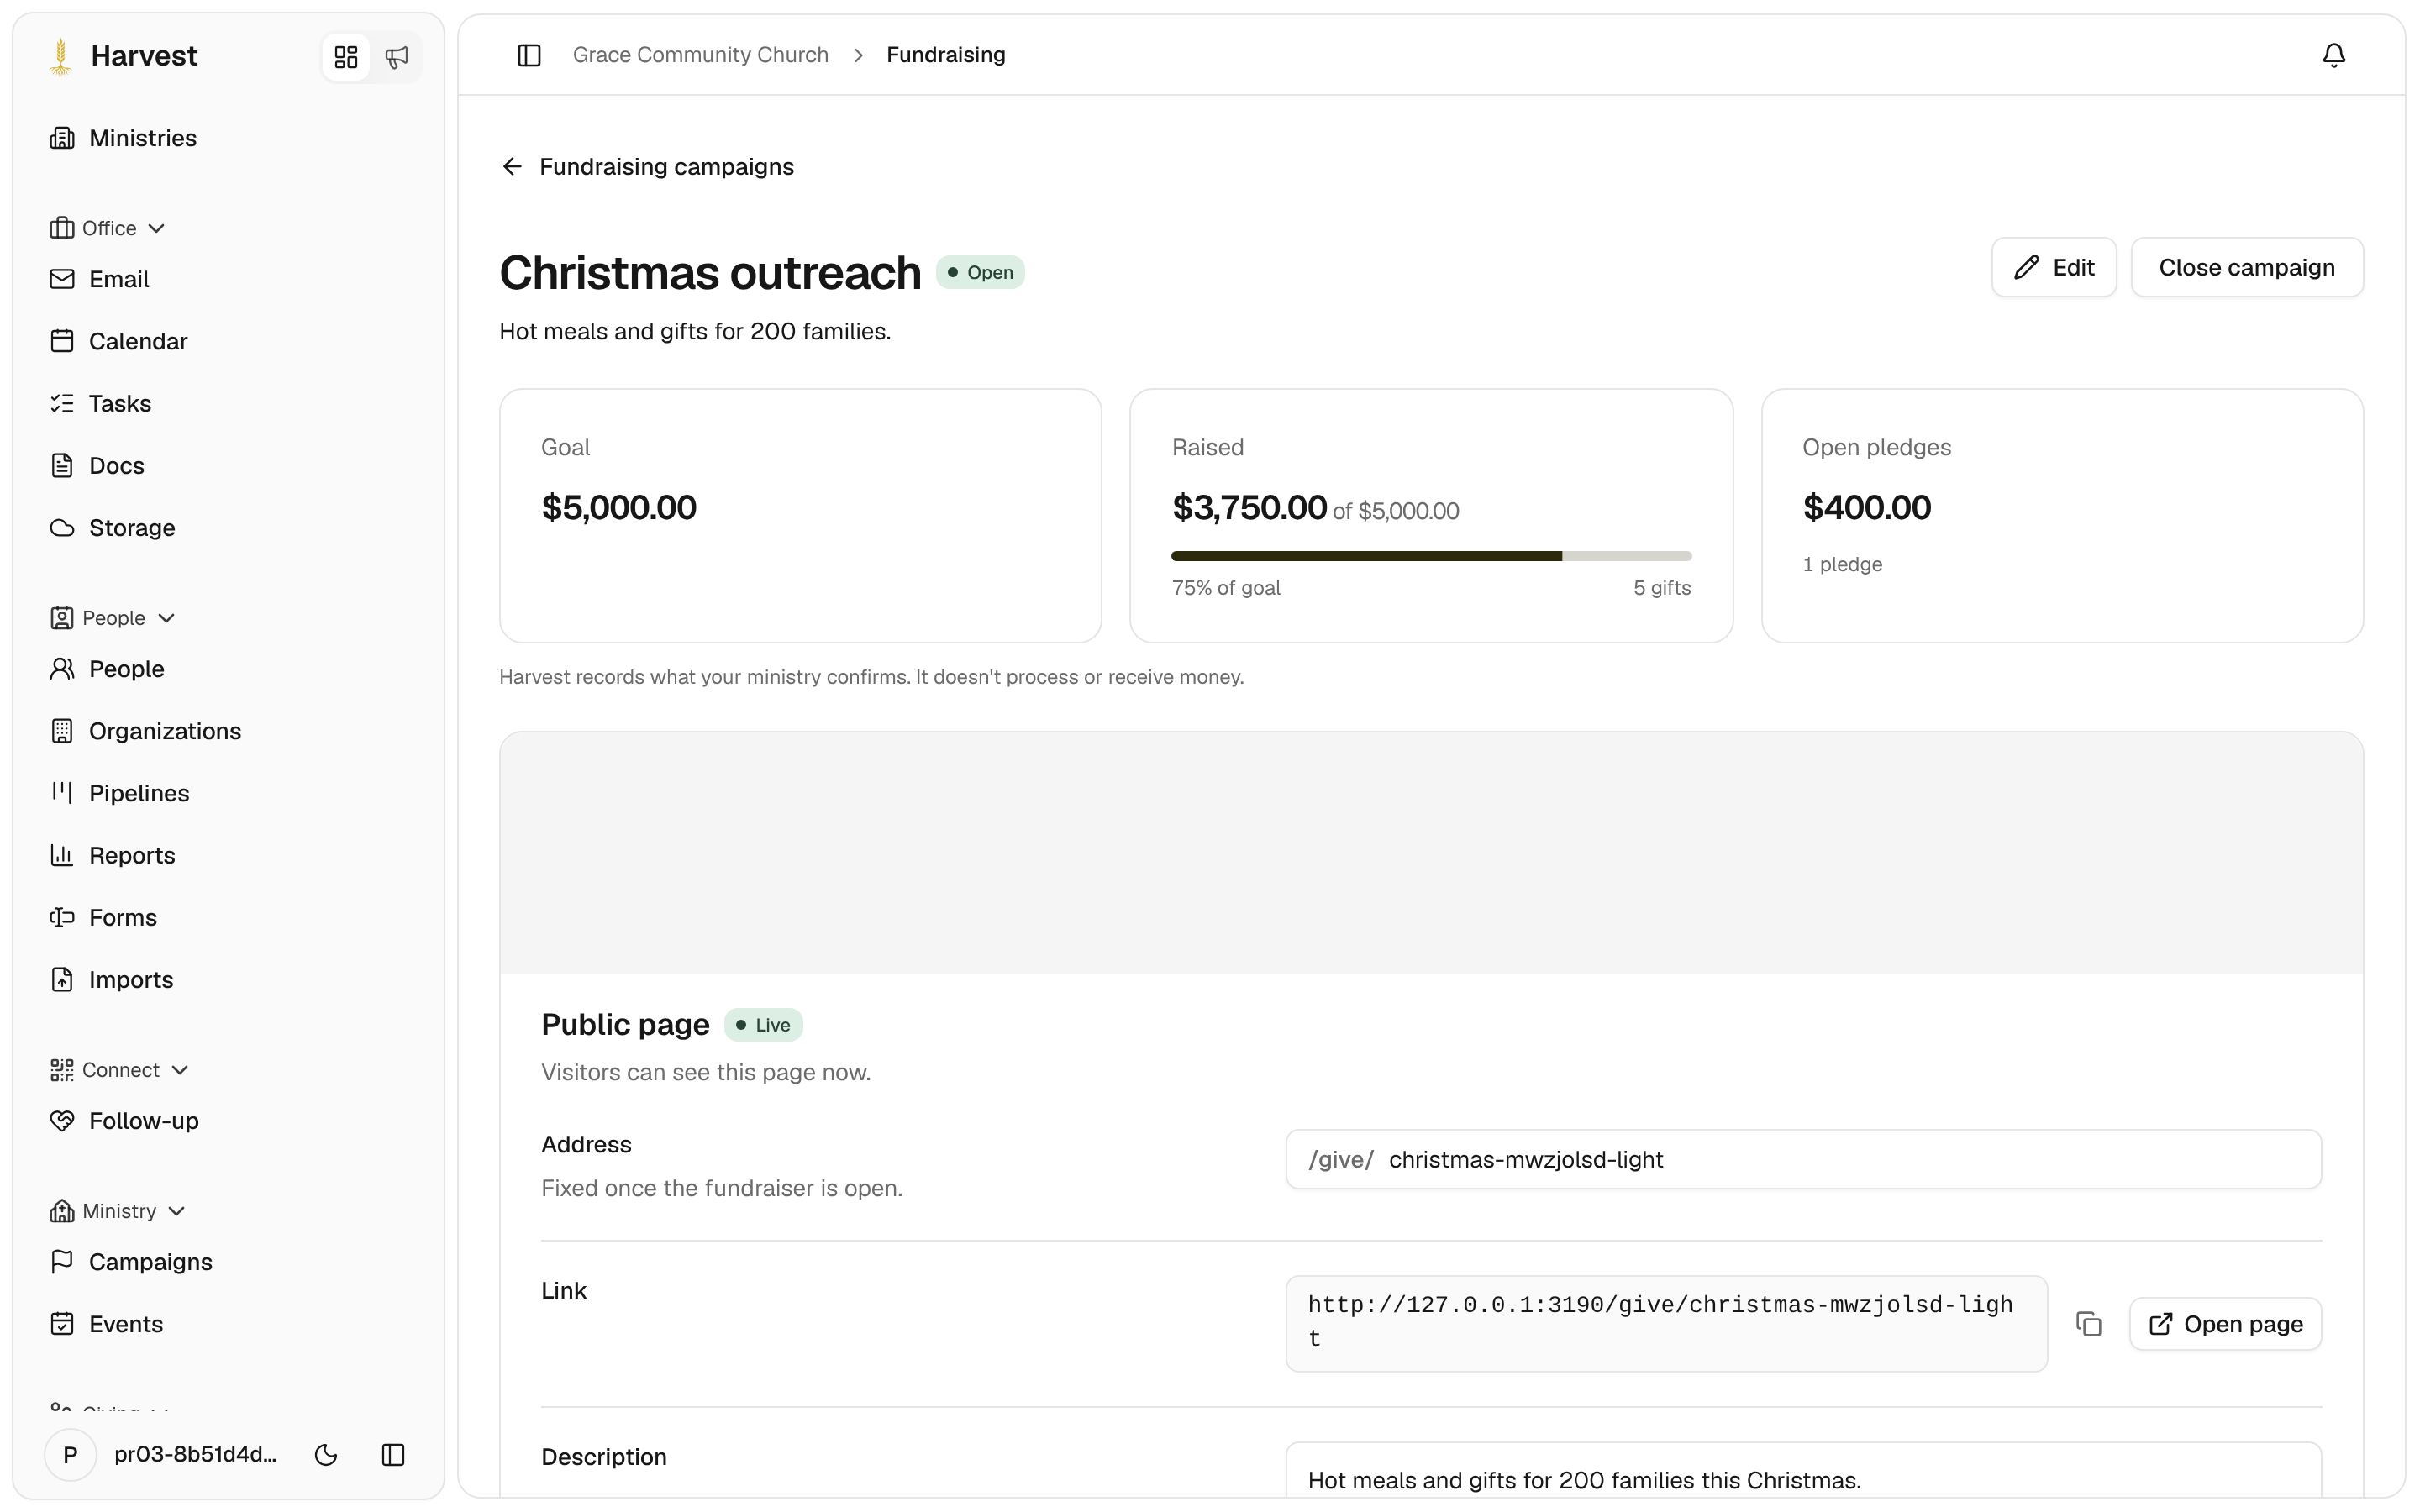 Harvest
Ministries
Office
Email
Calendar
Tasks
Docs
Storage
People
People
Organizations
Pipelines
Reports
Forms
Imports
Connect
Follow-up
Ministry
Campaigns
Events
P
pr03-8b51d4d...
Grace Community Church > Fundraising
Fundraising campaigns
Christmas outreach
Open
Edit
Close campaign
Hot meals and gifts for 200 families.
Goal
$5,000.00
Raised
$3,750.00 of $5,000.00
75% of goal
5 gifts
Open pledges
$400.00
1 pledge
Harvest records what your ministry confirms. It doesn't process or receive money.
Public page
Live
Visitors can see this page now.
Address
Fixed once the fundraiser is open.
/give/ christmas-mwzjolsd-light
Link
http://127.0.0.1:3190/give/christmas-mwzjolsd-ligh
t
Open page
Description
Hot meals and gifts for 200 families this Christmas.